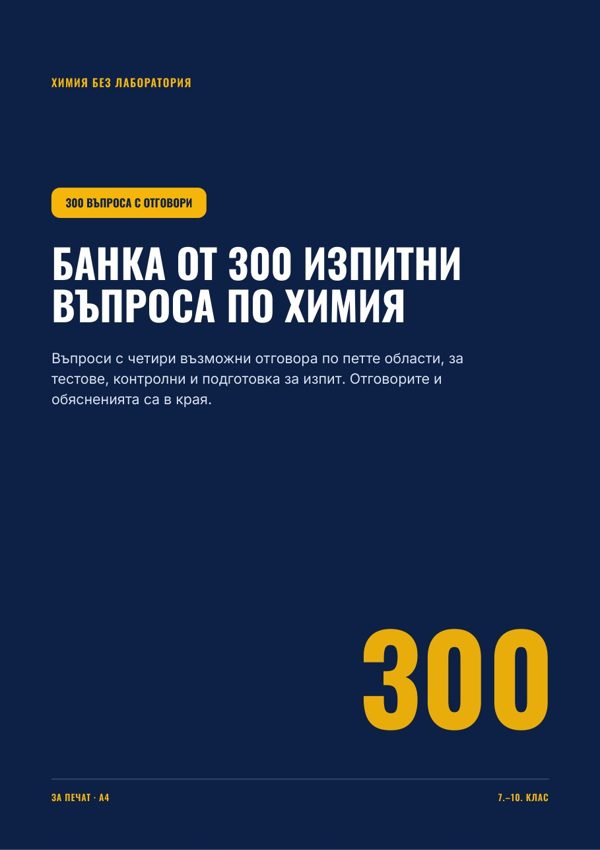 ХИМИЯ БЕЗ ЛАБОРАТОРИЯ
300 ВЪПРОСА С ОТГОВОРИ
БАНКА ОТ 300 ИЗПИТНИ
ВЪПРОСА ПО ХИМИЯ
Въпроси с четири възможни отговора по петте области, за
тестове, контролни и подготовка за изпит. Отговорите и
обясненията са в края.
300
ЗА ПЕЧАТ · A4
7.–10. КЛАС